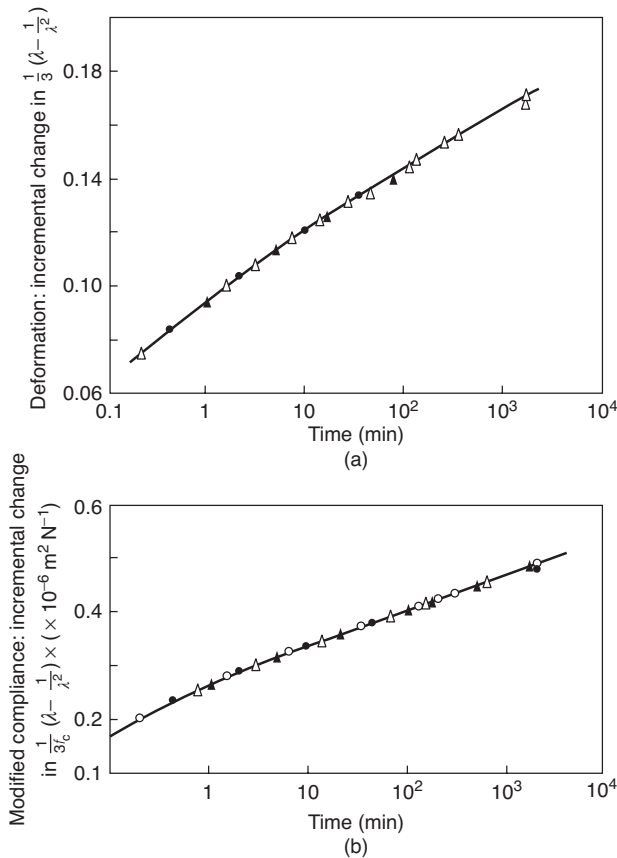 Deformation: incremental change in 1/3 (λ− 1/λ²)
0.18
0.14
0.10
0.06
0.1 1 10 10² 10³ 10⁴
Time (min)
(a)
Modified compliance: incremental change
in 1/3f_c (λ− 1/λ²) × (× 10⁻⁶ m² N⁻¹)
0.6
0.4
0.2
0.1
1 10 10² 10³ 10⁴
Time (min)
(b)